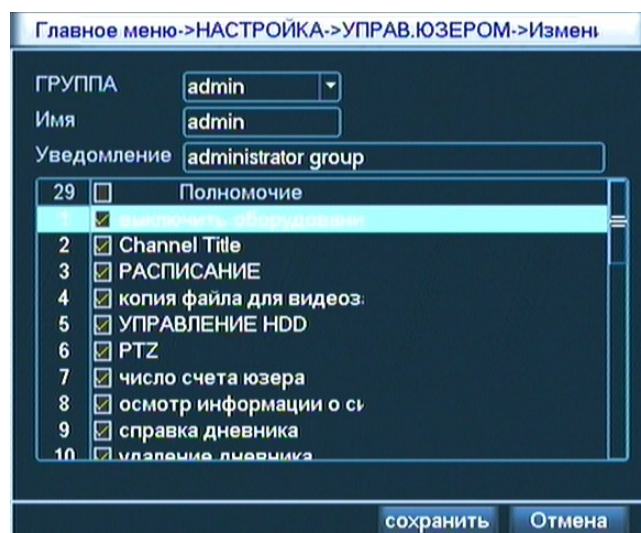 Главное меню->НАСТРОЙКА->УПРАВ.ЮЗЕРОМ->Измени
ГРУППА admin
Имя admin
Уведомление administrator group
29 Полномочие
1 выключить оборудовани
2 Channel Title
3 РАСПИСАНИЕ
4 копия файла для видеоз
5 УПРАВЛЕНИЕ HDD
6 PTZ
7 число счета юзера
8 осмотр информации о си
9 справка дневника
10 удаление дневника
сохранить Отмена